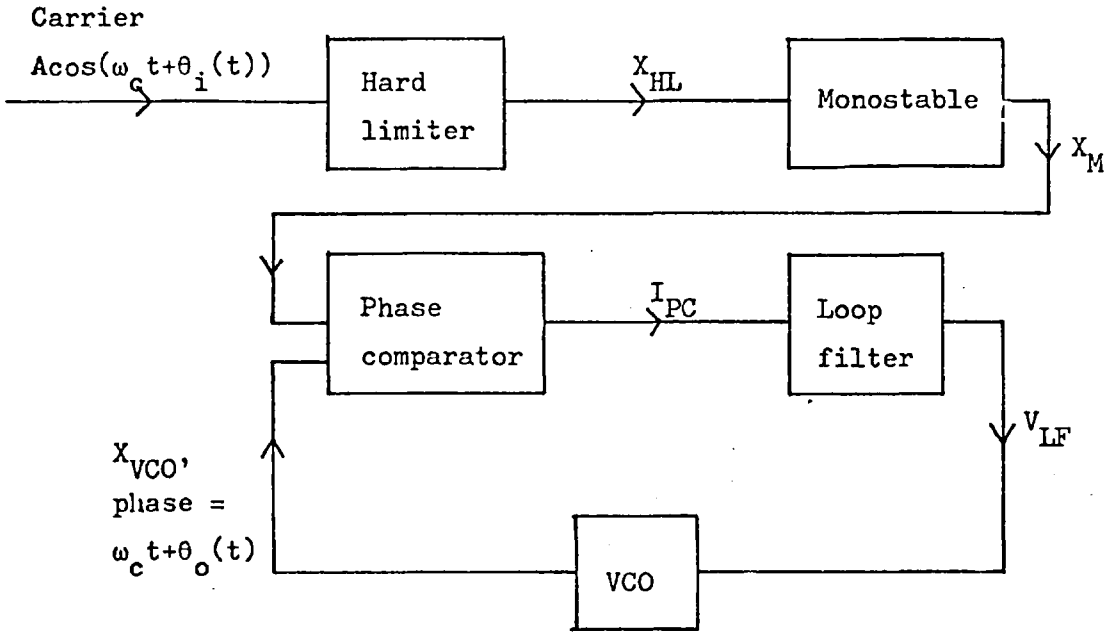 Carrier
Acos(ω_c t+θ_i(t))
Hard
limiter
X_HL
Monostable
X_M
Phase
comparator
I_PC
Loop
filter
V_LF
X_VCO,
phase =
ω_c t+θ_o(t)
VCO